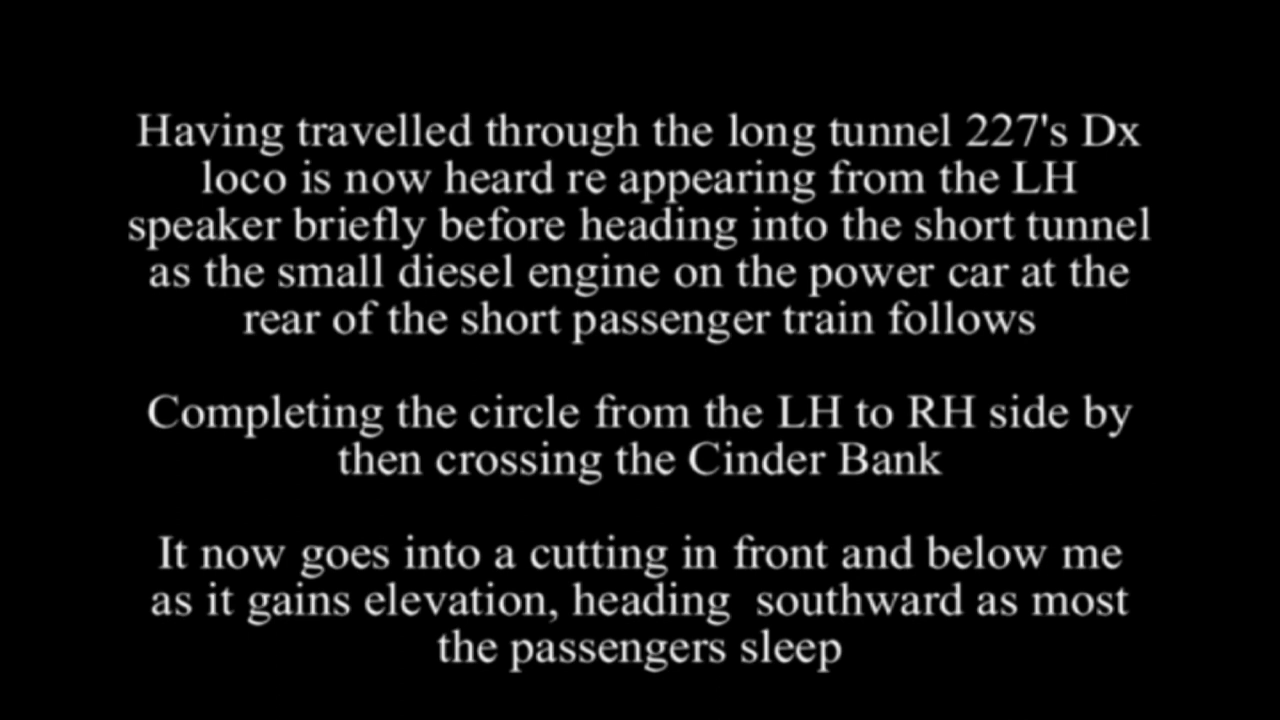 Having travelled through the long tunnel 227's Dx
loco is now heard re appearing from the LH
speaker briefly before heading into the short tunnel
as the small diesel engine on the power car at the
rear of the short passenger train follows
Completing the circle from the LH to RH side by
then crossing the Cinder Bank
It now goes into a cutting in front and below me
as it gains elevation, heading  southward as most
the passengers sleep